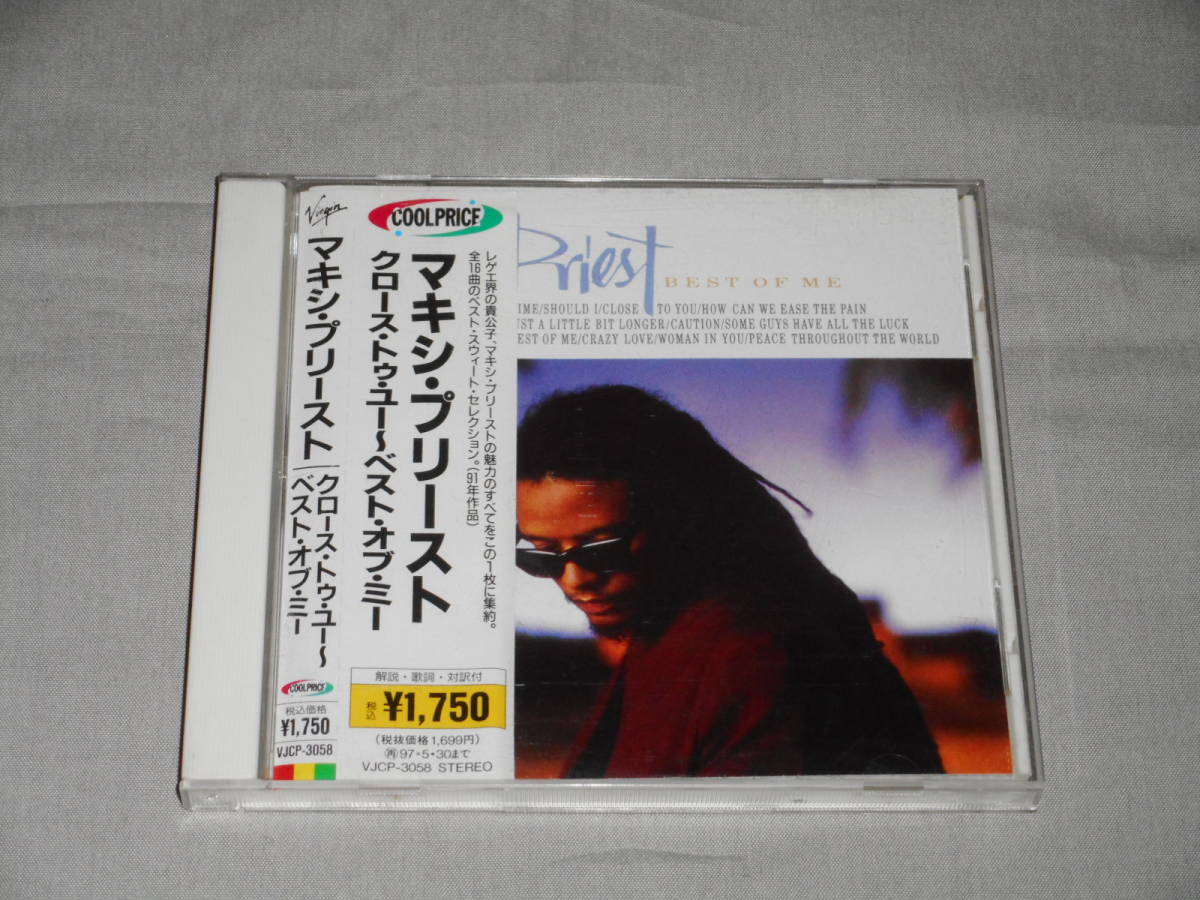 Virgin
マキシ・プリースト
クロース・トゥ・ユー〜
ベスト・オブ・ミー
COOLPRICE
税込価格
¥1,750
VJCP-3058
COOLPRICE
レゲエ界の貴公子、マキシ・プリーストの魅力のすべてをこの1枚に集約。
全16曲のベスト・スウィート・セレクション。(91年作品)
マキシ・プリースト
クロース・トゥ・ユー〜ベスト・オブ・ミー
解説・歌詞・対訳付
税込 ¥1,750
(税抜価格1,699円)
再97・5・30まで
VJCP-3058 STEREO
Priest
BEST OF ME
IME/SHOULD I/CLOSE TO YOU/HOW CAN WE EASE THE PAIN
UST A LITTLE BIT LONGER/CAUTION/SOME GUYS HAVE ALL THE LUCK
EST OF ME/CRAZY LOVE/WOMAN IN YOU/PEACE THROUGHOUT THE WORLD